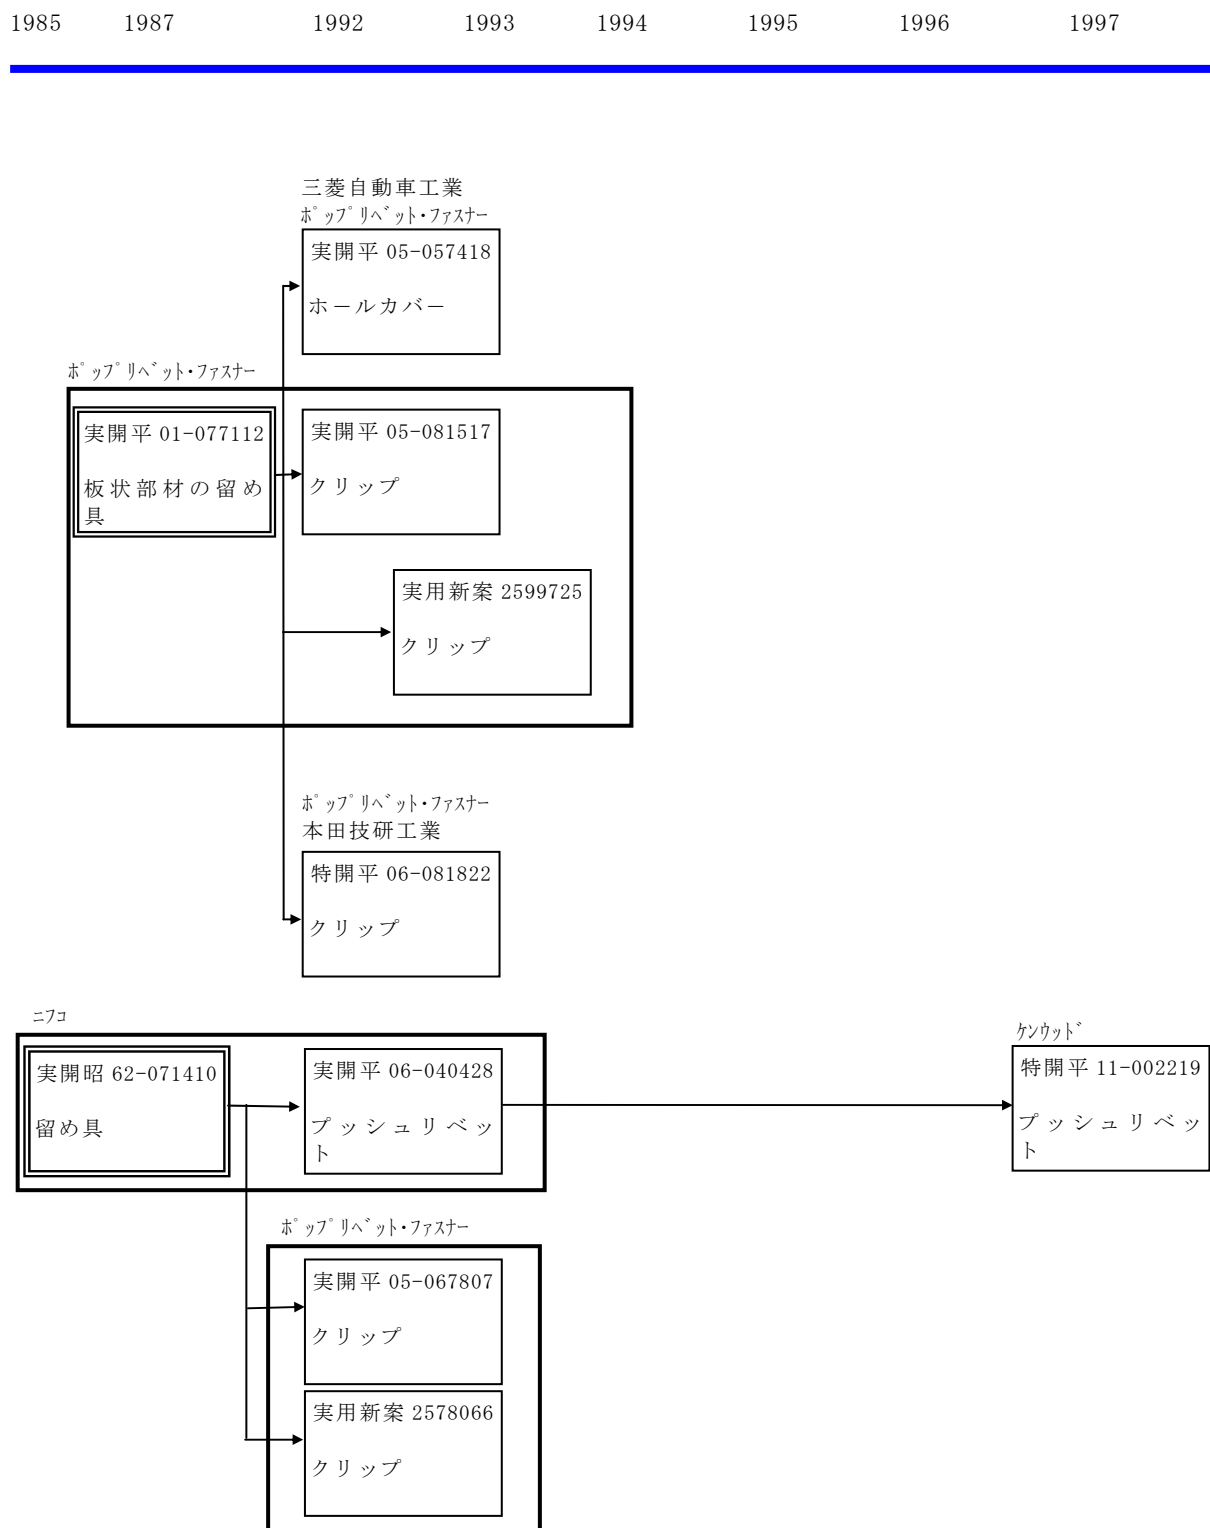 1985 1987 1992 1993 1994 1995 1996 1997
三菱自動車工業
ﾎﾟｯﾌﾟﾘﾍﾞｯﾄ・ﾌｧｽﾅｰ
実開平 05-057418
ホールカバー
ﾎﾟｯﾌﾟﾘﾍﾞｯﾄ・ﾌｧｽﾅｰ
実開平 01-077112
板状部材の留め
具
実開平 05-081517
クリップ
実用新案 2599725
クリップ
ﾎﾟｯﾌﾟﾘﾍﾞｯﾄ・ﾌｧｽﾅｰ
本田技研工業
特開平 06-081822
クリップ
ﾆﾌｺ
実開昭 62-071410
留め具
実開平 06-040428
プッシュリベッ
ト
ｹﾝｳｯﾄﾞ
特開平 11-002219
プッシュリベッ
ト
ﾎﾟｯﾌﾟﾘﾍﾞｯﾄ・ﾌｧｽﾅｰ
実開平 05-067807
クリップ
実用新案 2578066
クリップ